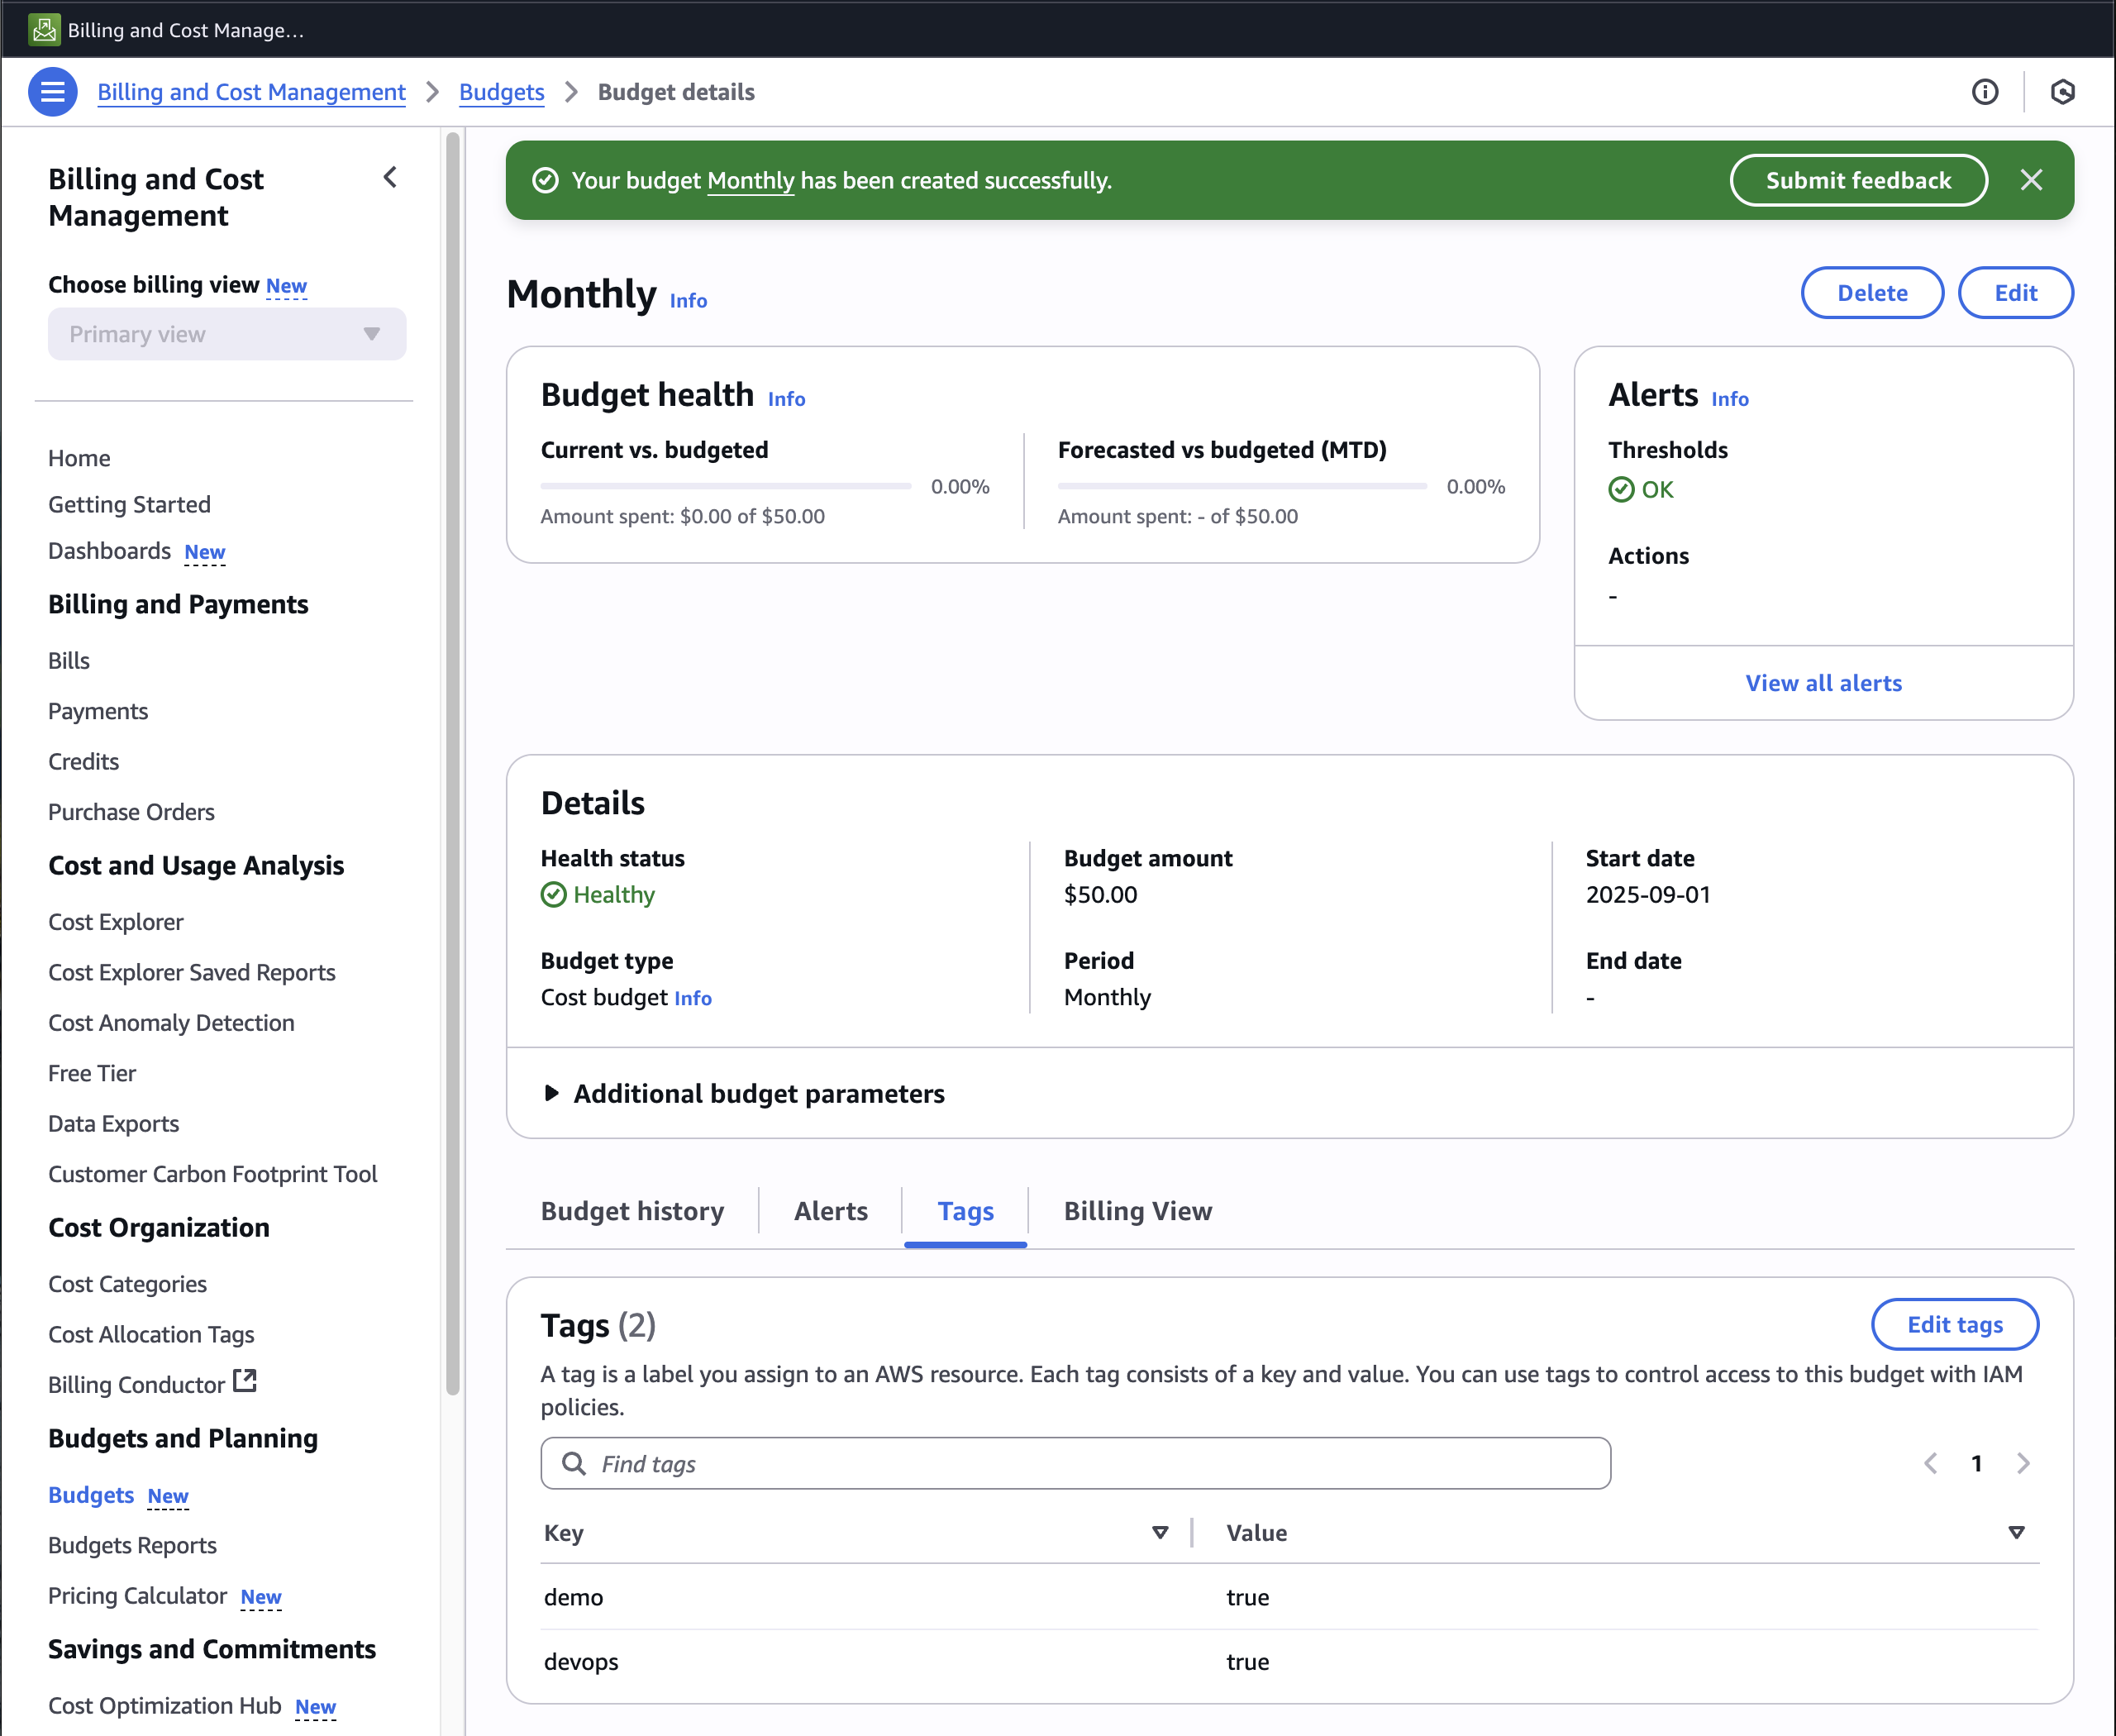 Billing and Cost Manage…
Billing and Cost Management
Budgets
Budget details
Billing and Cost
Management
Choose billing view New
Primary view
Home
Getting Started
Dashboards New
Billing and Payments
Bills
Payments
Credits
Purchase Orders
Cost and Usage Analysis
Cost Explorer
Cost Explorer Saved Reports
Cost Anomaly Detection
Free Tier
Data Exports
Customer Carbon Footprint Tool
Cost Organization
Cost Categories
Cost Allocation Tags
Billing Conductor
Budgets and Planning
Budgets New
Budgets Reports
Pricing Calculator New
Savings and Commitments
Cost Optimization Hub New
Your budget Monthly has been created successfully.
Submit feedback
Monthly Info
Delete
Edit
Budget health Info
Current vs. budgeted
0.00%
Amount spent: $0.00 of $50.00
Forecasted vs budgeted (MTD)
0.00%
Amount spent: - of $50.00
Alerts Info
Thresholds
OK
Actions
-
View all alerts
Details
Health status
Healthy
Budget type
Cost budget Info
Budget amount
$50.00
Period
Monthly
Start date
2025-09-01
End date
-
Additional budget parameters
Budget history
Alerts
Tags
Billing View
Tags (2)
Edit tags
A tag is a label you assign to an AWS resource. Each tag consists of a key and value. You can use tags to control access to this budget with IAM
policies.
Find tags
1
Key Value
demo true
devops true